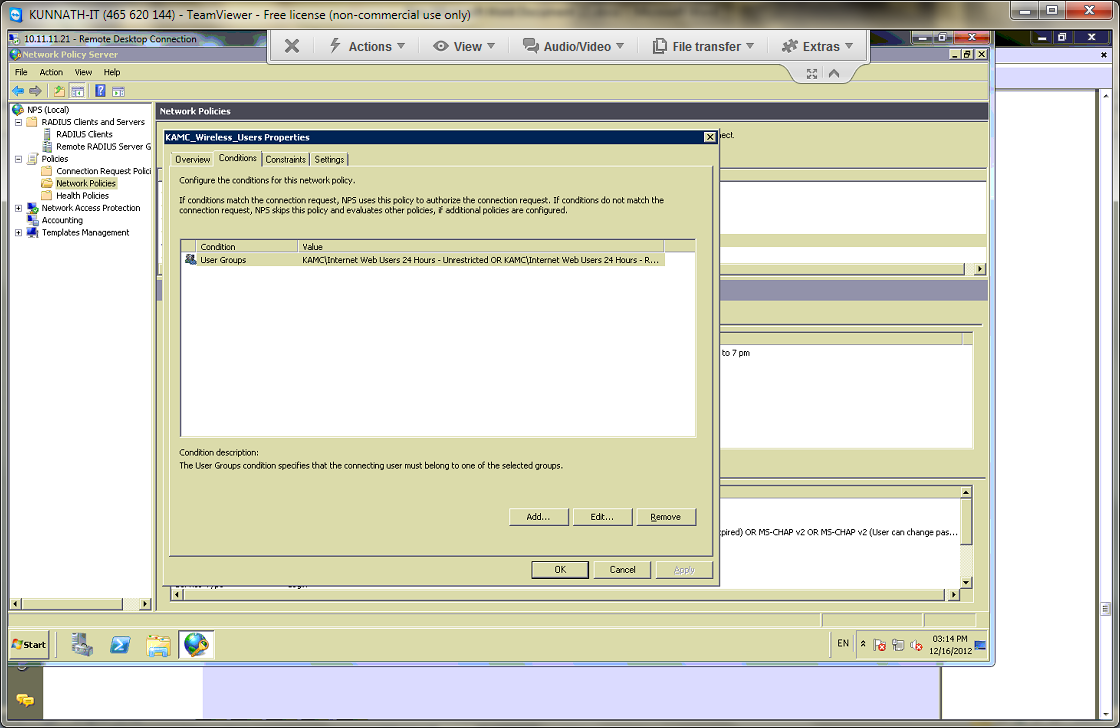 KUNNATH-IT (465 620 144) - TeamViewer - Free license (non-commercial use only)
10.11.11.21 - Remote Desktop Connection
Actions
View
Audio/Video
File transfer
Extras
Network Policy Server
File Action View Help
NPS (Local)
RADIUS Clients and Servers
RADIUS Clients
Remote RADIUS Server G
Policies
Connection Request Polici
Network Policies
Health Policies
Network Access Protection
Accounting
Templates Management
Network Policies
KAMC_Wireless_Users Properties
Overview Conditions Constraints Settings
Configure the conditions for this network policy.
If conditions match the connection request, NPS uses this policy to authorize the connection request. If conditions do not match the
connection request, NPS skips this policy and evaluates other policies, if additional policies are configured.
Condition Value
User Groups KAMC\Internet Web Users 24 Hours - Unrestricted OR KAMC\Internet Web Users 24 Hours - R...
Condition description:
The User Groups condition specifies that the connecting user must belong to one of the selected groups.
Add... Edit... Remove
OK Cancel Apply
ect.
to 7 pm
xpired) OR MS-CHAP v2 OR MS-CHAP v2 (User can change pas...
Start
EN
03:14 PM
12/16/2012